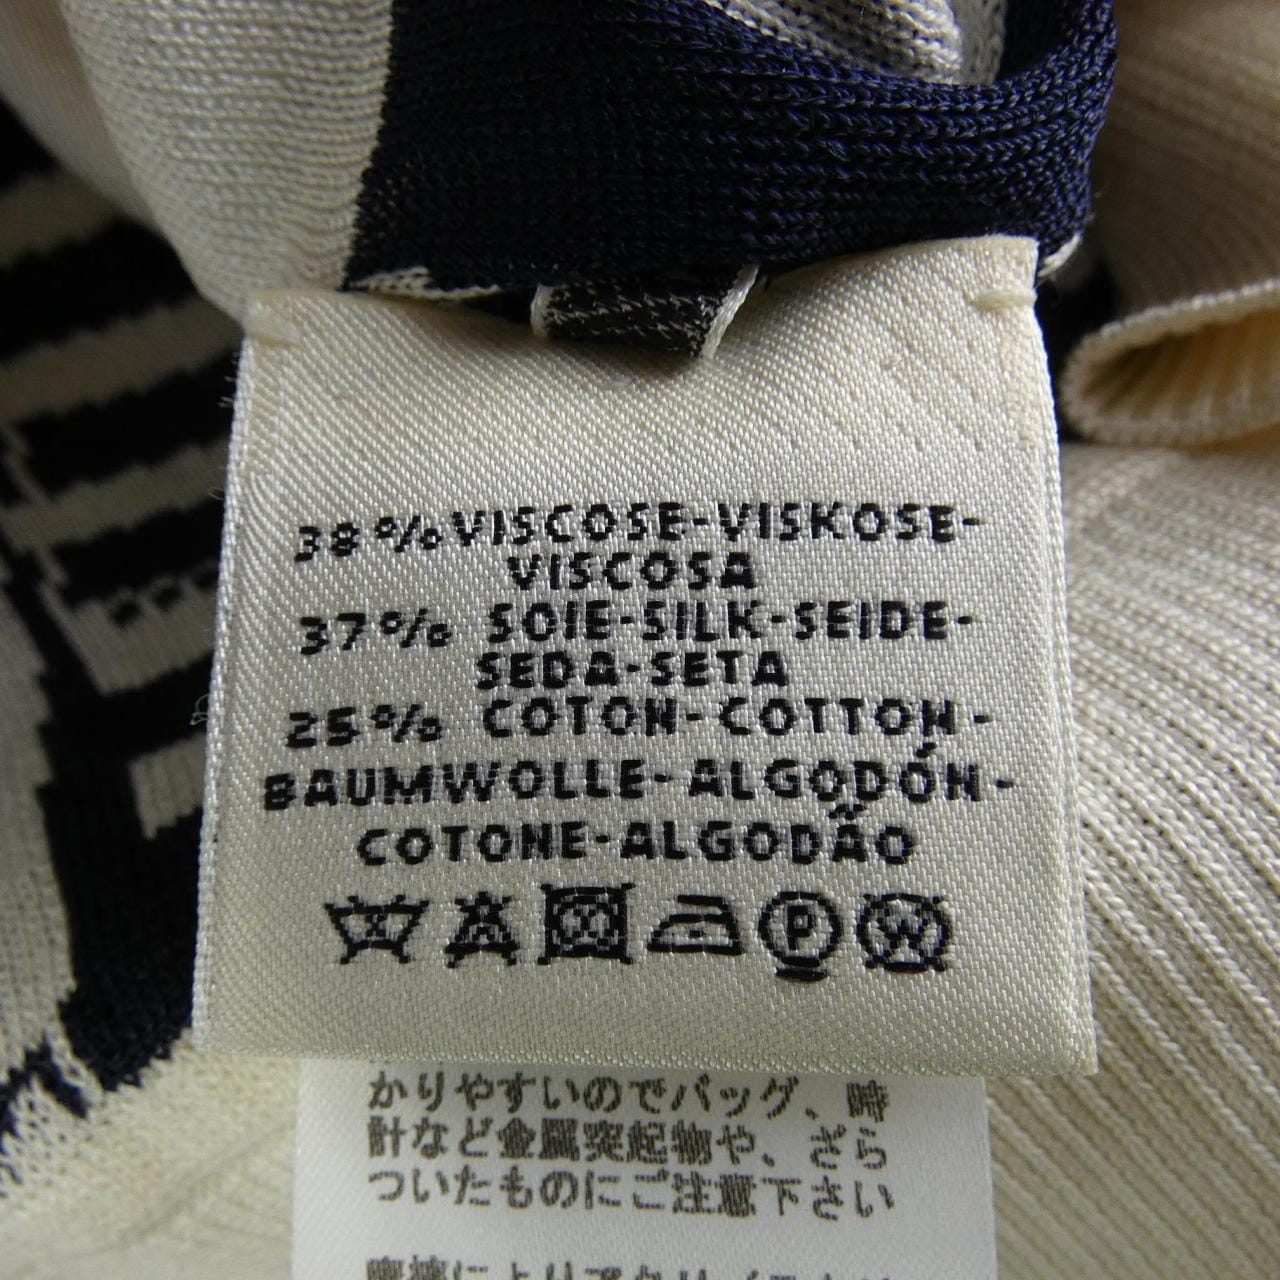 38% VISCOSE-VISKOSE-
VISCOSA
37% SOIE-SILK-SEIDE-
SEDA-SETA
25% COTON-COTTON-
BAUMWOLLE-ALGODÓN-
COTONE-ALGODÃO
P W
かりやすいのでバッグ、時
計など金属突起物や、ざら
ついたものにご注意下さい